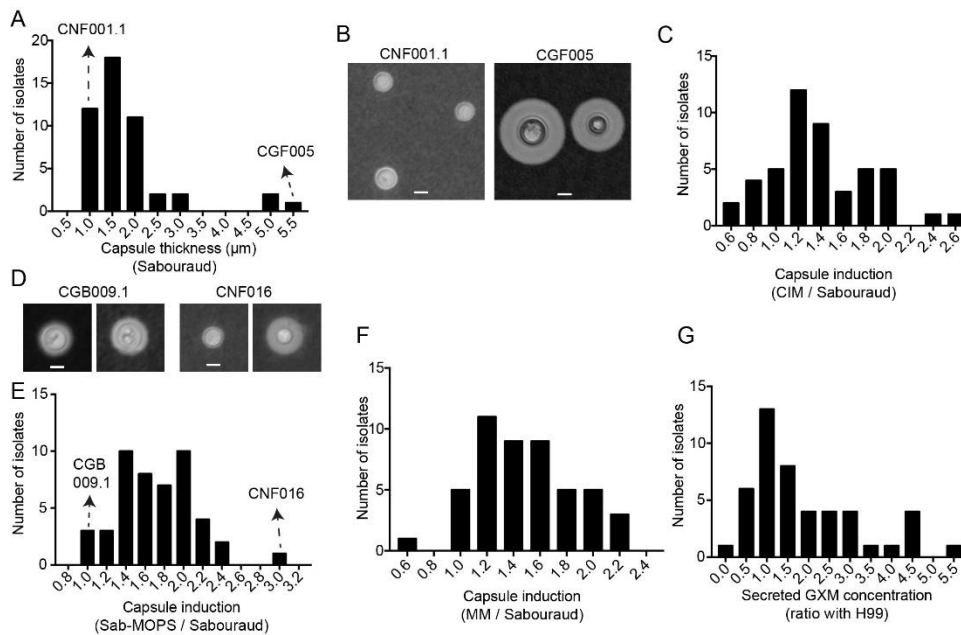 A
CNF001.1
Number of isolates
20
15
10
5
0
CGF005
0.5 1.0 1.5 2.0 2.5 3.0 3.5 4.0 4.5 5.0 5.5
Capsule thickness (μm)
(Sabouraud)
B
CNF001.1 CGF005
C
Number of isolates
15
10
5
0
0.6 0.8 1.0 1.2 1.4 1.6 1.8 2.0 2.2 2.4 2.6
Capsule induction
(CIM / Sabouraud)
D
CGB009.1 CNF016
E
Number of isolates
15
10
5
0
CGB
009.1
CNF016
0.8 1.0 1.2 1.4 1.6 1.8 2.0 2.2 2.4 3.0 3.2
Capsule induction
(Sab-MOPS / Sabouraud)
F
Number of isolates
15
10
5
0
0.6 0.8 1.0 1.2 1.4 1.6 1.8 2.0 2.2 2.4
Capsule induction
(MM / Sabouraud)
G
Number of isolates
20
15
10
5
0
0.0 0.5 1.0 1.5 2.0 2.5 3.0 3.5 4.0 4.5 5.0 5.5
Secreted GXM concentration
(ratio with H99)